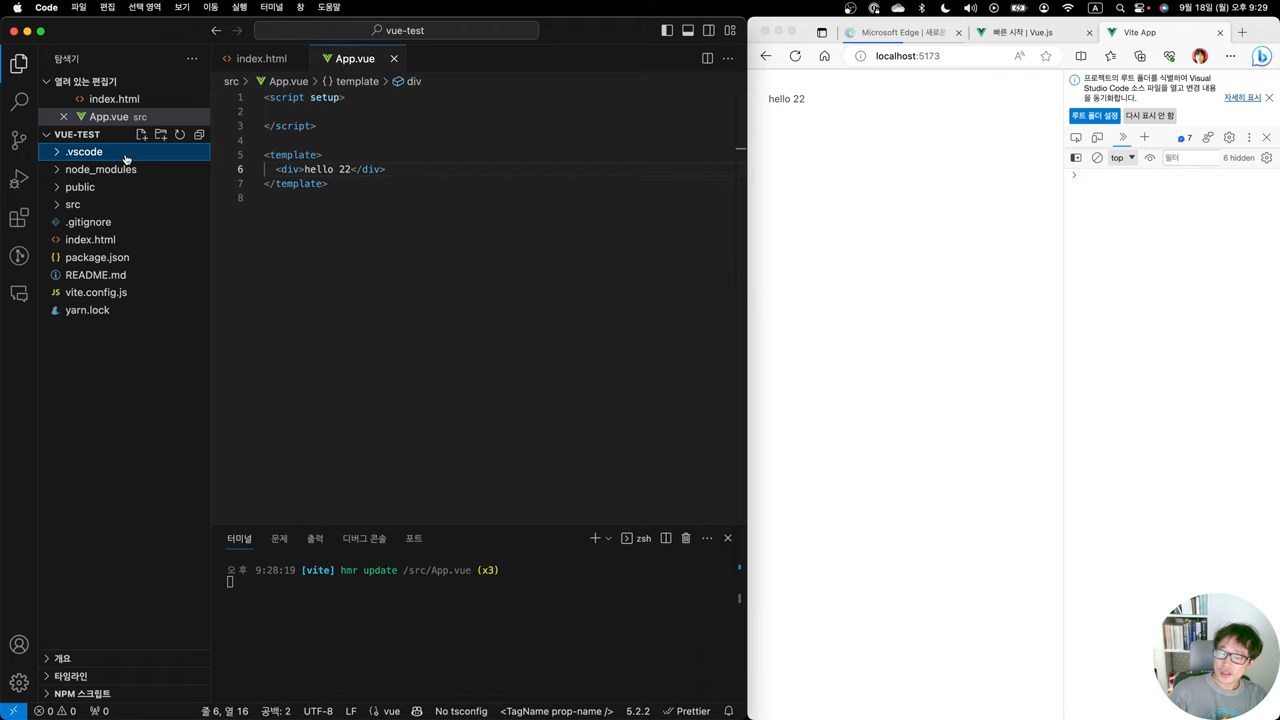 Code 파일 편집 선택 영역 보기 이동 실행 터미널 창 도움말
A
9월 18일(월) 오후 9:29
vue-test
탐색기
열려 있는 편집기
index.html
App.vue src
VUE-TEST
.vscode
node_modules
public
src
.gitignore
index.html
package.json
README.md
vite.config.js
yarn.lock
개요
타임라인
NPM 스크립트
index.html
App.vue
src > App.vue > {} template > div
1 <script setup>
2
3 </script>
4
5 <template>
6 <div>hello 22</div>
7 </template>
8
터미널 문제 출력 디버그 콘솔 포트
zsh
오후 9:28:19 [vite] hmr update /src/App.vue (x3)
0 0 0
줄 6, 열 16 공백: 2 UTF-8 LF {} vue No tsconfig <TagName prop-name /> 5.2.2 Prettier
Microsoft Edge | 새로운
빠른 시작 | Vue.js
Vite App
localhost:5173
hello 22
프로젝트의 루트 폴더를 식별하여 Visual
Studio Code 소스 파일을 열고 변경 내용
을 동기화합니다.
자세히 표시
루트 폴더 설정 다시 표시 안 함
7
top ▼ 필터 6 hidden